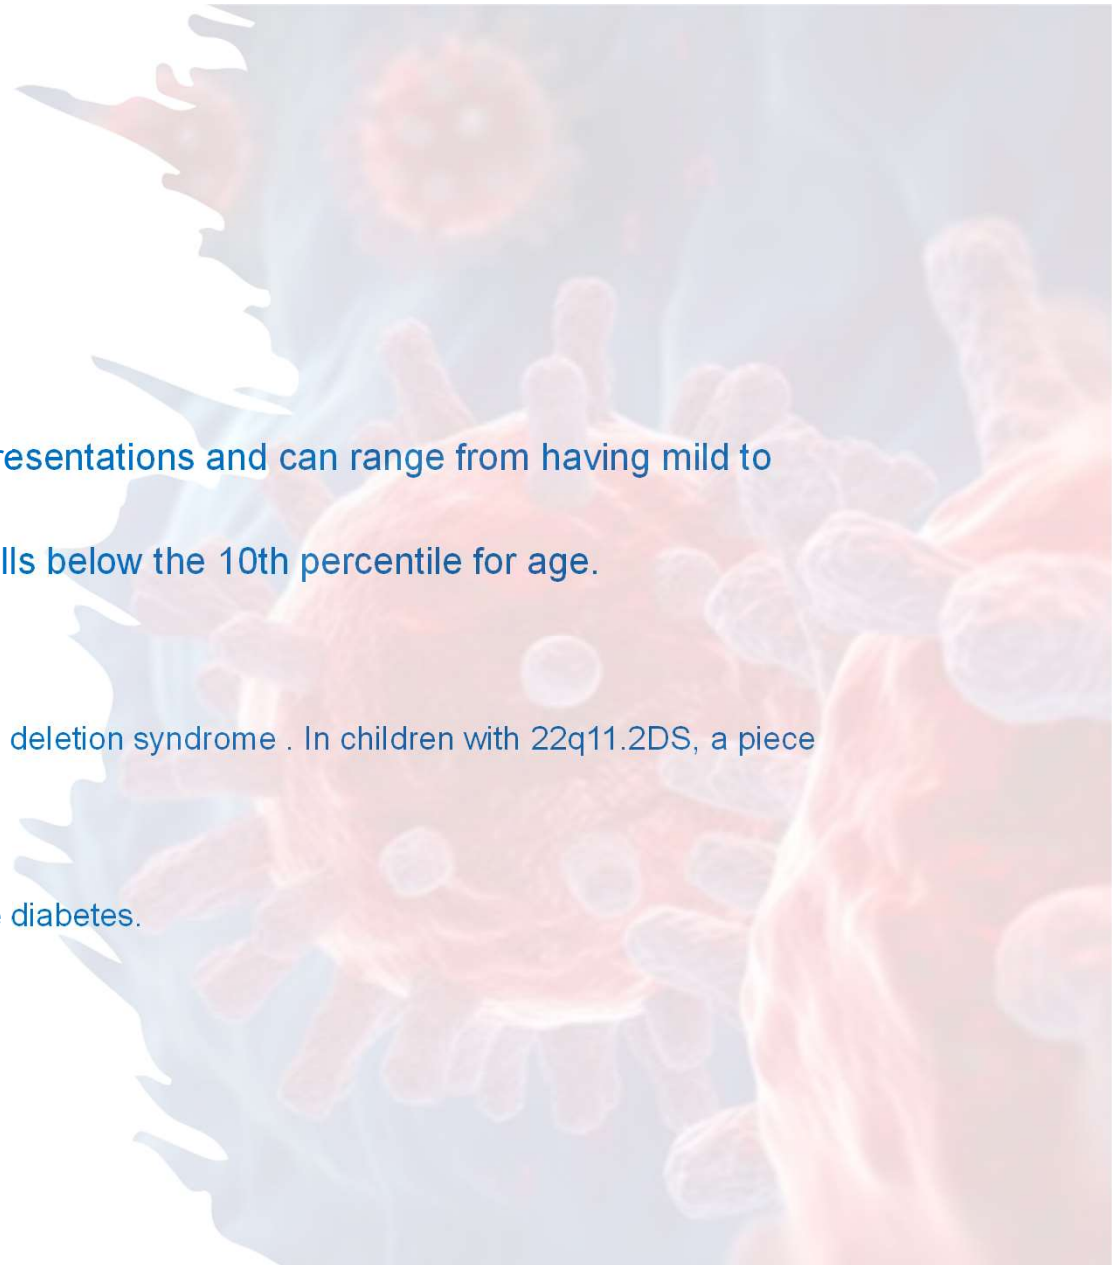 resentations and can range from having mild to
lls below the 10th percentile for age.
deletion syndrome . In children with 22q11.2DS, a piece
diabetes.